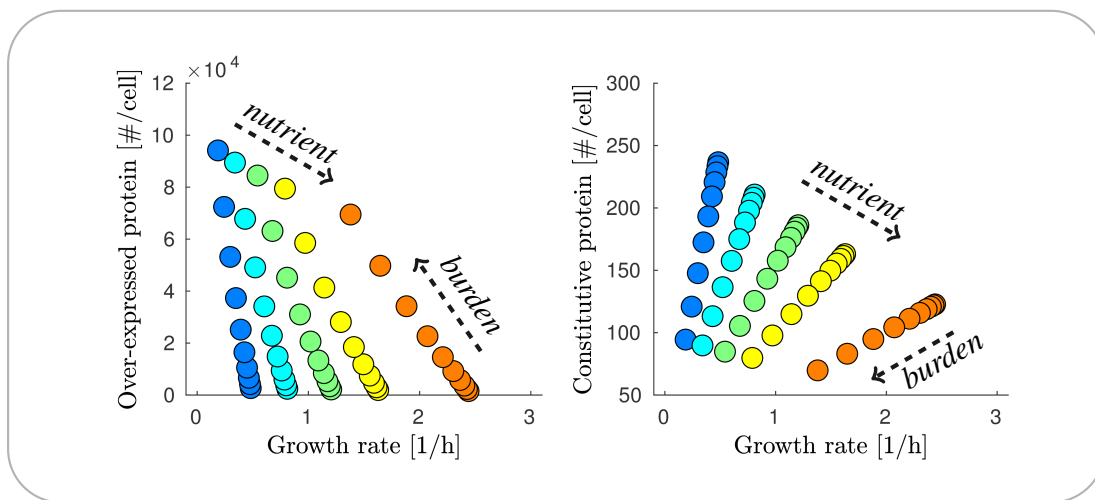 ×10 4
12
10
8
6
4
2
0
0 1 2 3
Over-expressed protein [#/cell]
Growth rate [1/h]
nutrient
burden
300
250
200
150
100
50
0 1 2 3
Constitutive protein [#/cell]
Growth rate [1/h]
nutrient
burden